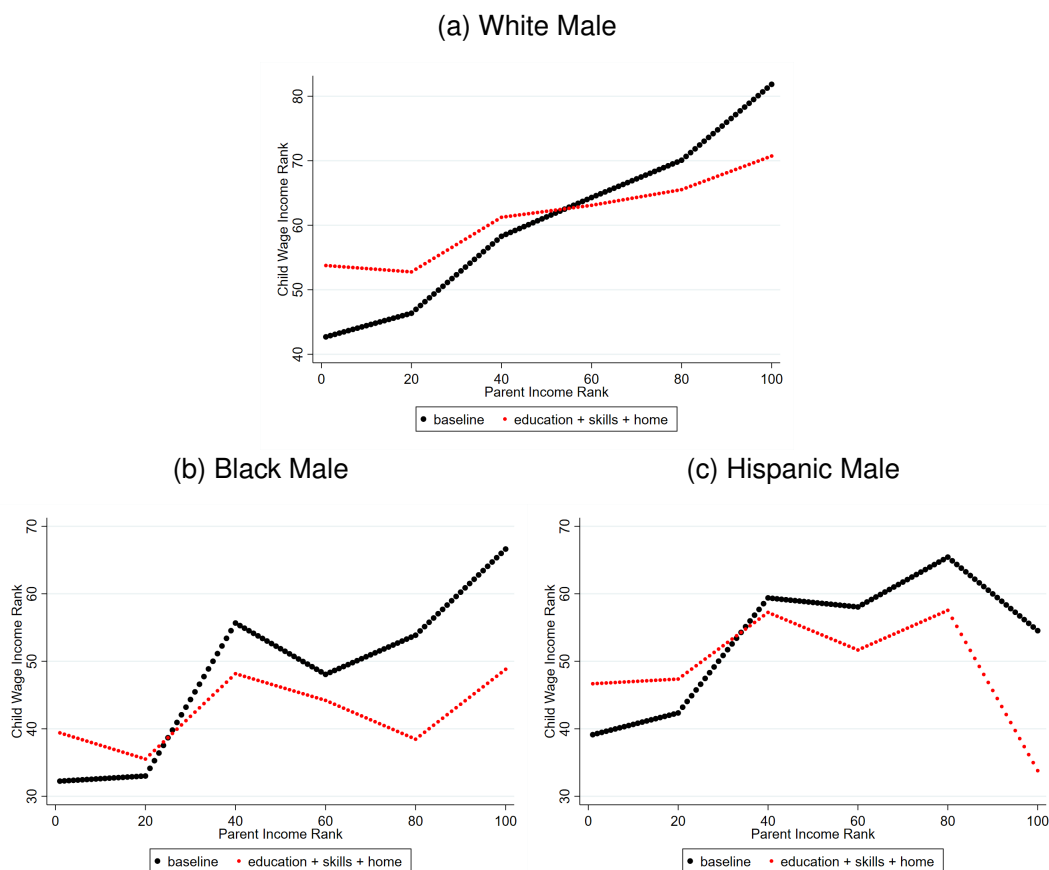 (a) White Male
Child Wage Income Rank
80
70
60
50
40
0 20 40 60 80 100
Parent Income Rank
baseline education + skills + home
(b) Black Male
Child Wage Income Rank
70
60
50
40
30
0 20 40 60 80 100
Parent Income Rank
baseline education + skills + home
(c) Hispanic Male
Child Wage Income Rank
70
60
50
40
30
0 20 40 60 80 100
Parent Income Rank
baseline education + skills + home